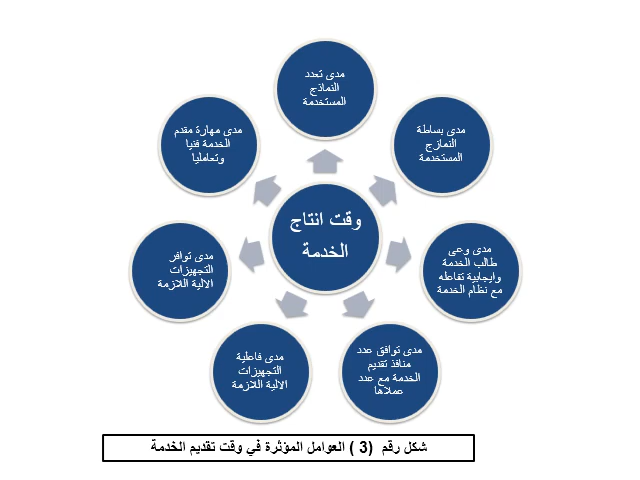 مدى تعدد
النماذج
المستخدمة
مدى بساطة
النمازج
المستخدمة
مدى وعى
طالب الخدمة
وايجابية تفاعله
مع نظام الخدمة
مدى توافق عدد
منافذ تقديم
الخدمة مع عدد
عملاها
مدى فاعلية
التجهيزات
الالية اللازمة
مدى توافر
التجهيزات
الالية اللازمة
مدى مهارة مقدم
الخدمة فنيا
وتعامليا
وقت انتاج
الخدمة
شكل رقم (3 ) العوامل المؤثرة في وقت تقديم الخدمة